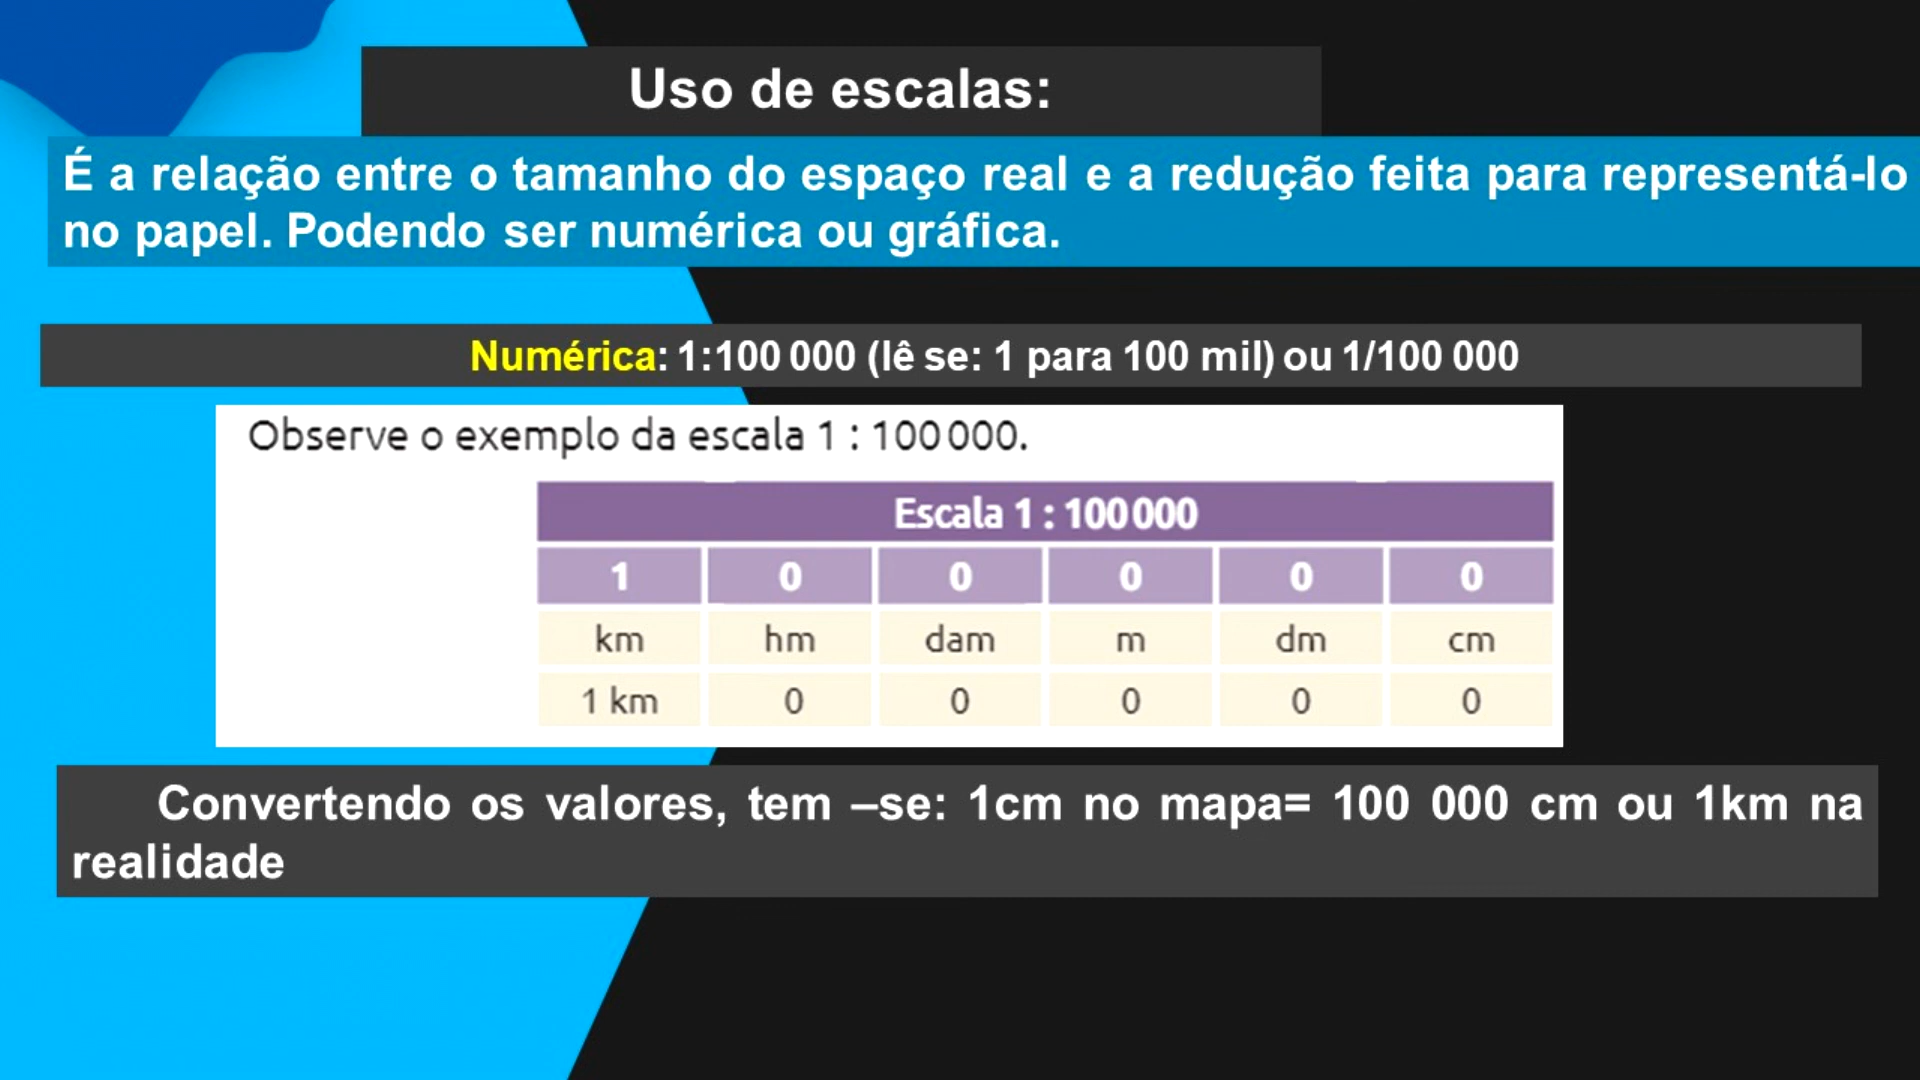 Uso de escalas:
É a relação entre o tamanho do espaço real e a redução feita para representá-lo
no papel. Podendo ser numérica ou gráfica.
Numérica: 1:100 000 (lê se: 1 para 100 mil) ou 1/100 000
Observe o exemplo da escala 1 : 100 000.
Escala 1 : 100 000
1 0 0 0 0 0
km hm dam m dm cm
1 km 0 0 0 0 0
Convertendo os valores, tem –se: 1cm no mapa= 100 000 cm ou 1km na
realidade